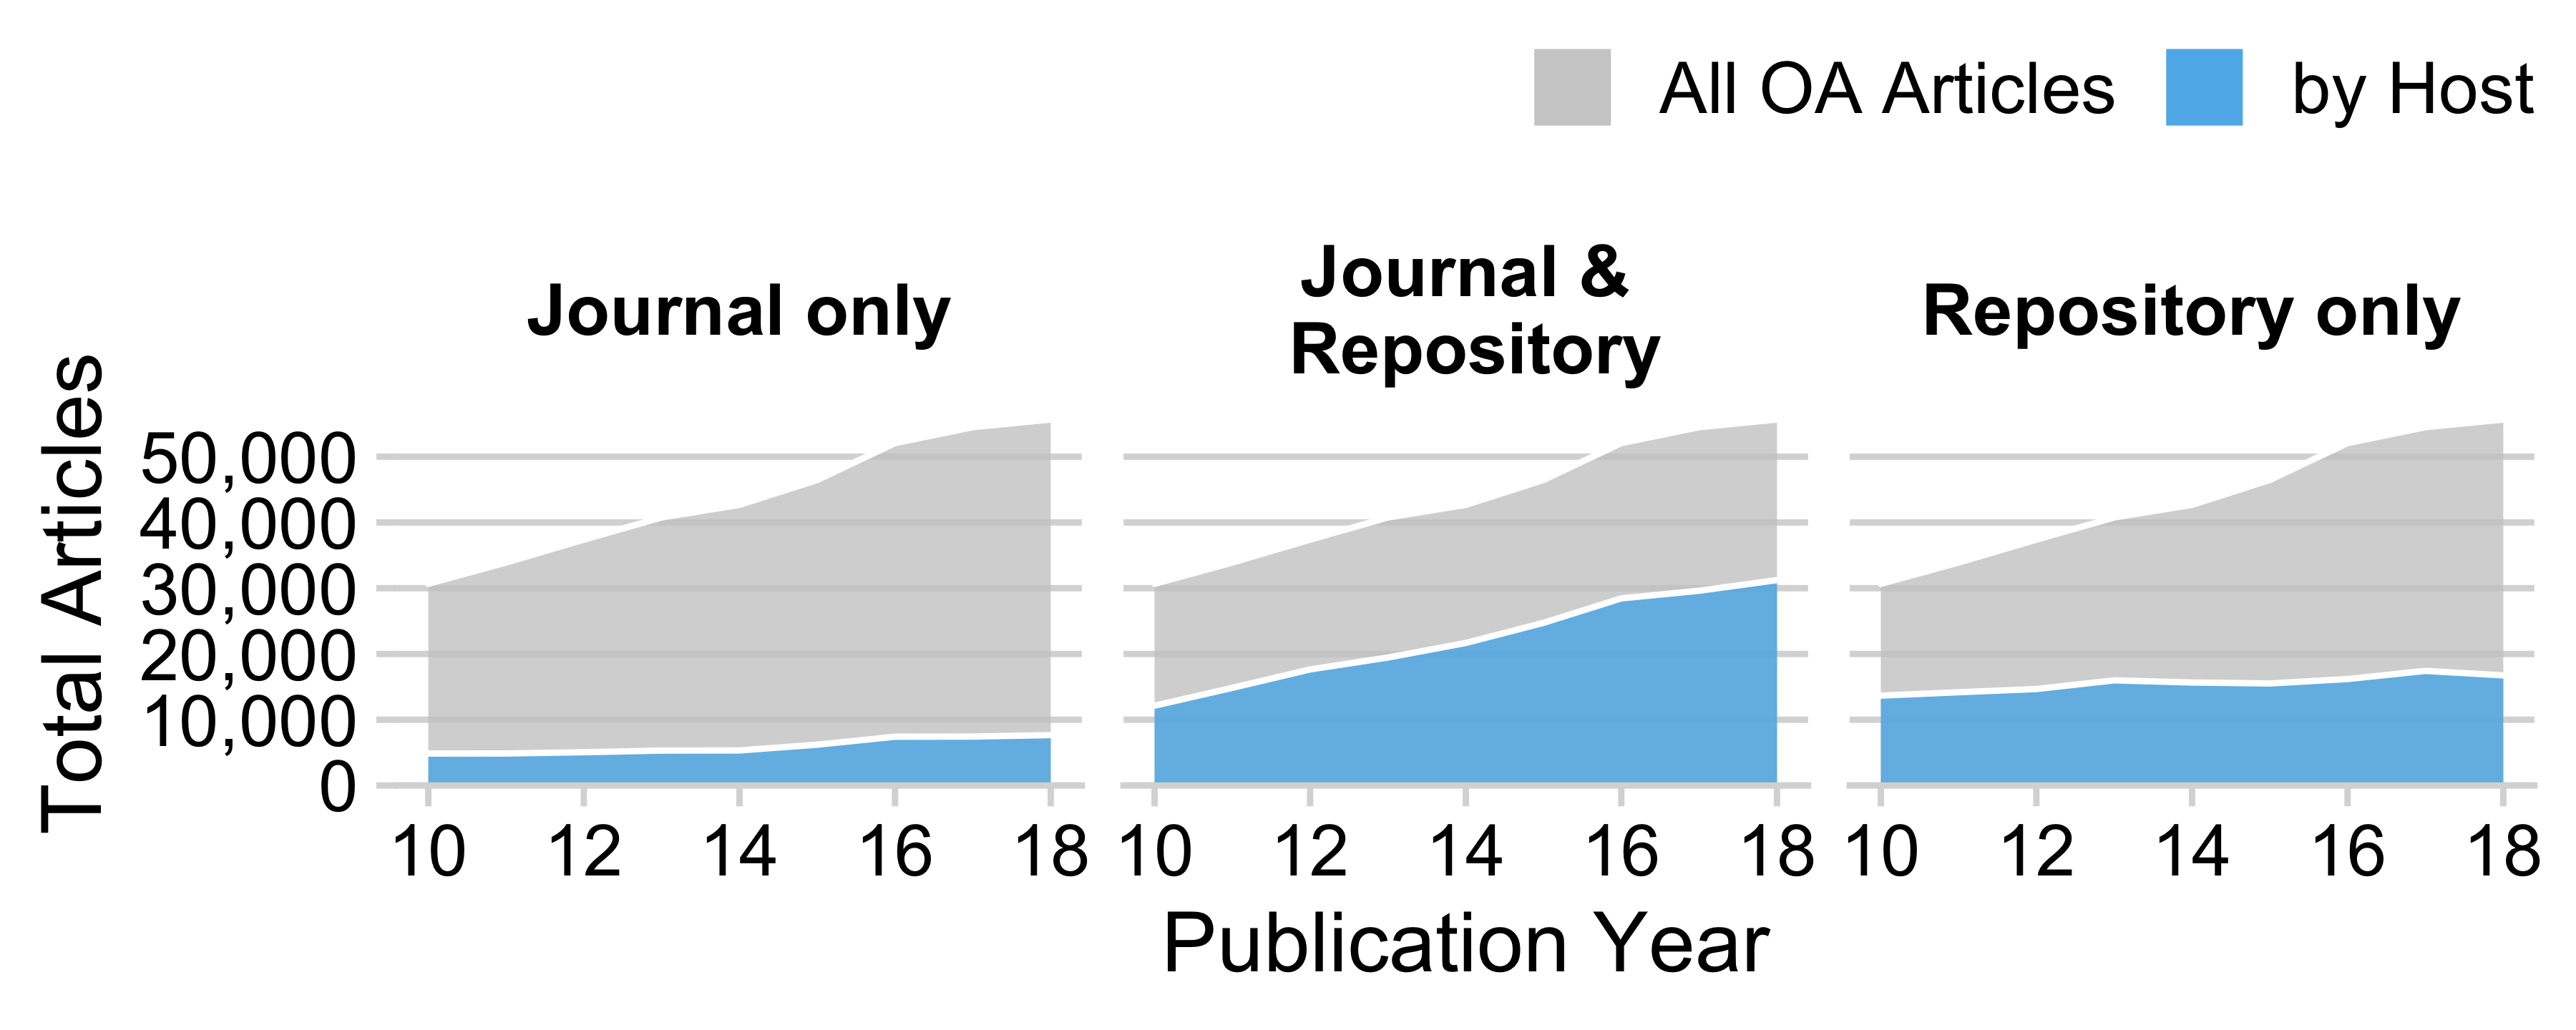 All OA Articles
by Host
Journal only
Journal &
Repository
Repository only
Total Articles
50,000
40,000
30,000
20,000
10,000
0
10 12 14 16 18
10 12 14 16 18
10 12 14 16 18
Publication Year